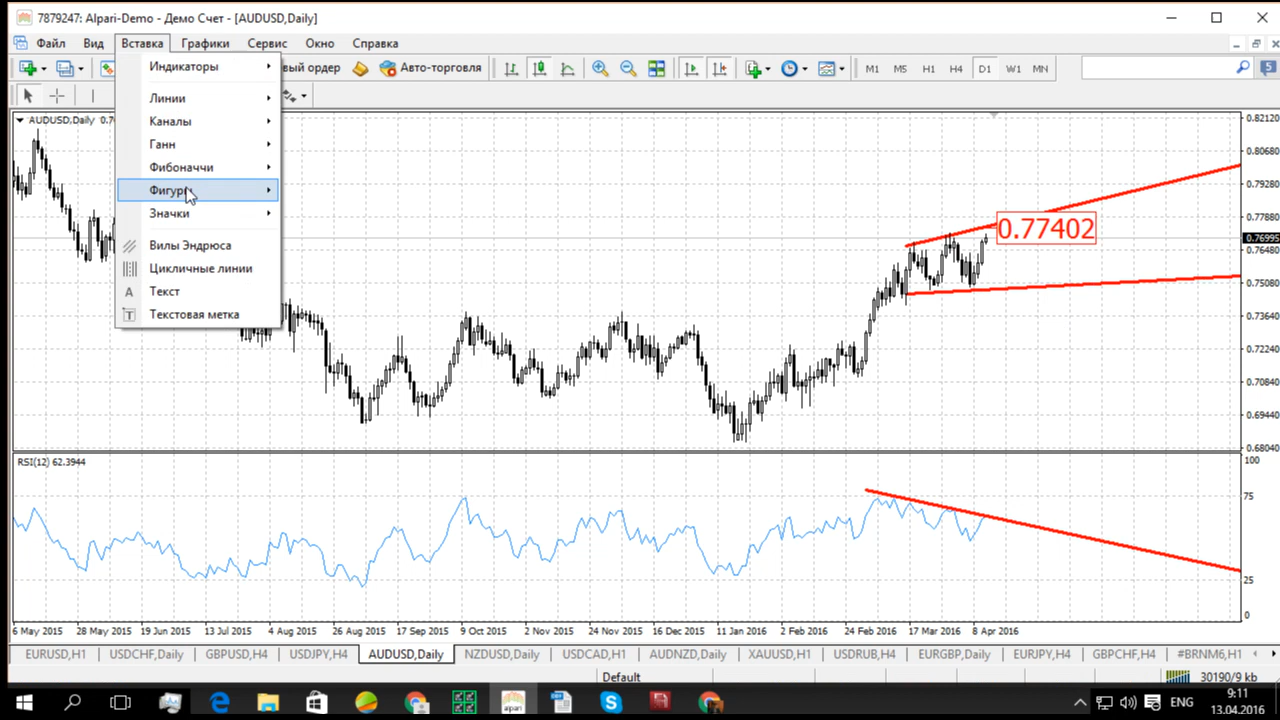 7879247: Alpari-Demo - Демо Счет - [AUDUSD,Daily]
Файл Вид Вставка Графики Сервис Окно Справка
вый ордер Авто-торговля M1 M5 H1 H4 D1 W1 MN 5
Индикаторы
Линии
Каналы
Ганн
Фибоначчи
Фигуры
Значки
Вилы Эндрюса
Цикличные линии
A Текст
T Текстовая метка
AUDUSD,Daily
0.77402
0.82120
0.80680
0.79280
0.77880
0.76995
0.76480
0.75080
0.73640
0.72240
0.70840
0.69440
0.68040
RSI(12) 62.3944
100
75
25
0
6 May 2015 28 May 2015 19 Jun 2015 13 Jul 2015 4 Aug 2015 26 Aug 2015 17 Sep 2015 9 Oct 2015 2 Nov 2015 24 Nov 2015 16 Dec 2015 11 Jan 2016 2 Feb 2016 24 Feb 2016 17 Mar 2016 8 Apr 2016
EURUSD,H1 USDCHF,Daily GBPUSD,H4 USDJPY,H4 AUDUSD,Daily NZDUSD,Daily USDCAD,H1 AUDNZD,Daily XAUUSD,H1 USDRUB,H4 EURGBP,Daily EURJPY,H4 GBPCHF,H4 #BRNM6,H1
Default 30190/9 kb
alpari ENG 9:11
13.04.2016